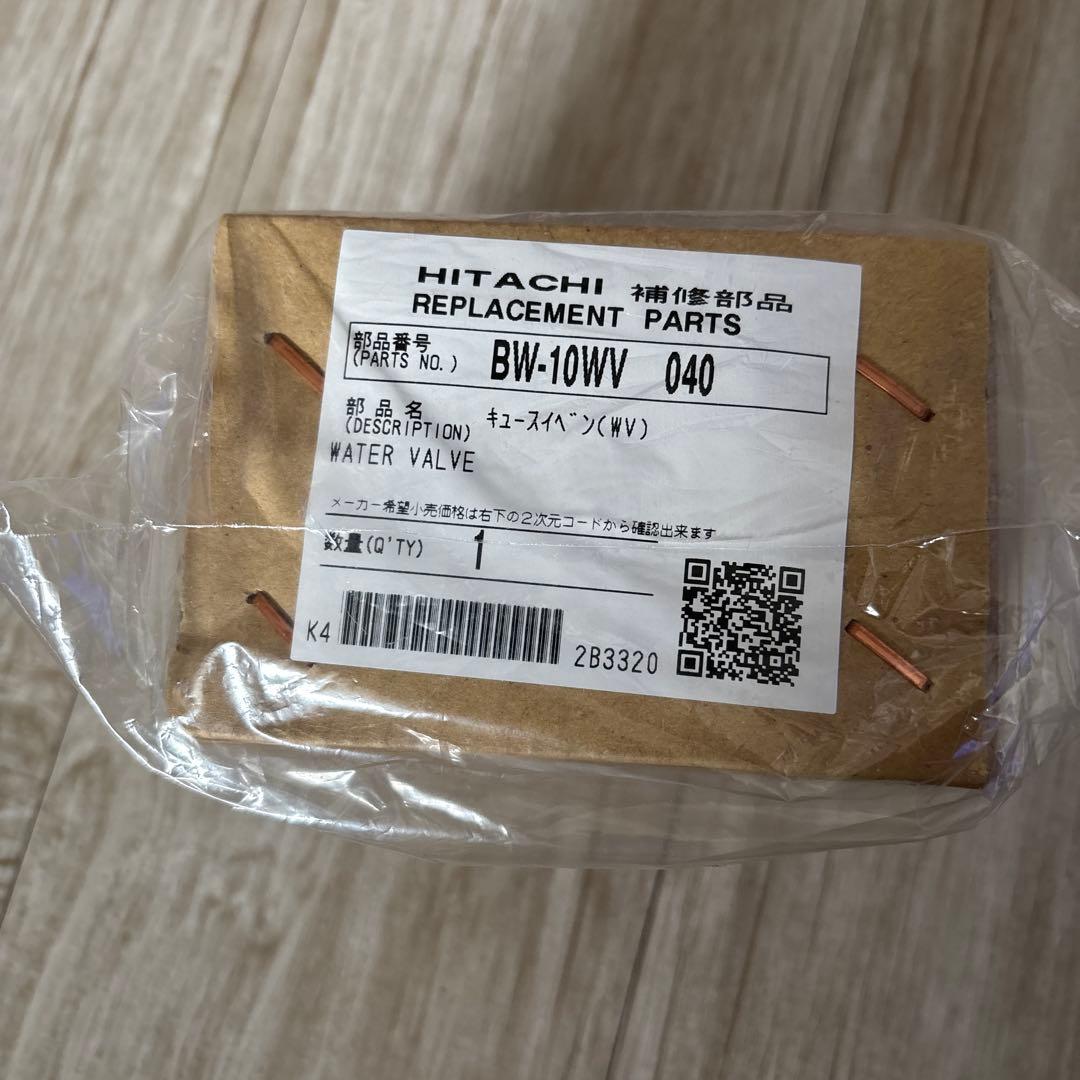 HITACHI 補修部品
REPLACEMENT PARTS
部品番号
(PARTS NO.) BW-10WV 040
部品名
(DESCRIPTION) ｷｭｰｽｲﾍﾞﾝ(WV)
WATER VALVE
メーカー希望小売価格は右下の2次元コードから確認出来ます
数量(Q'TY) 1
K4 2B3320